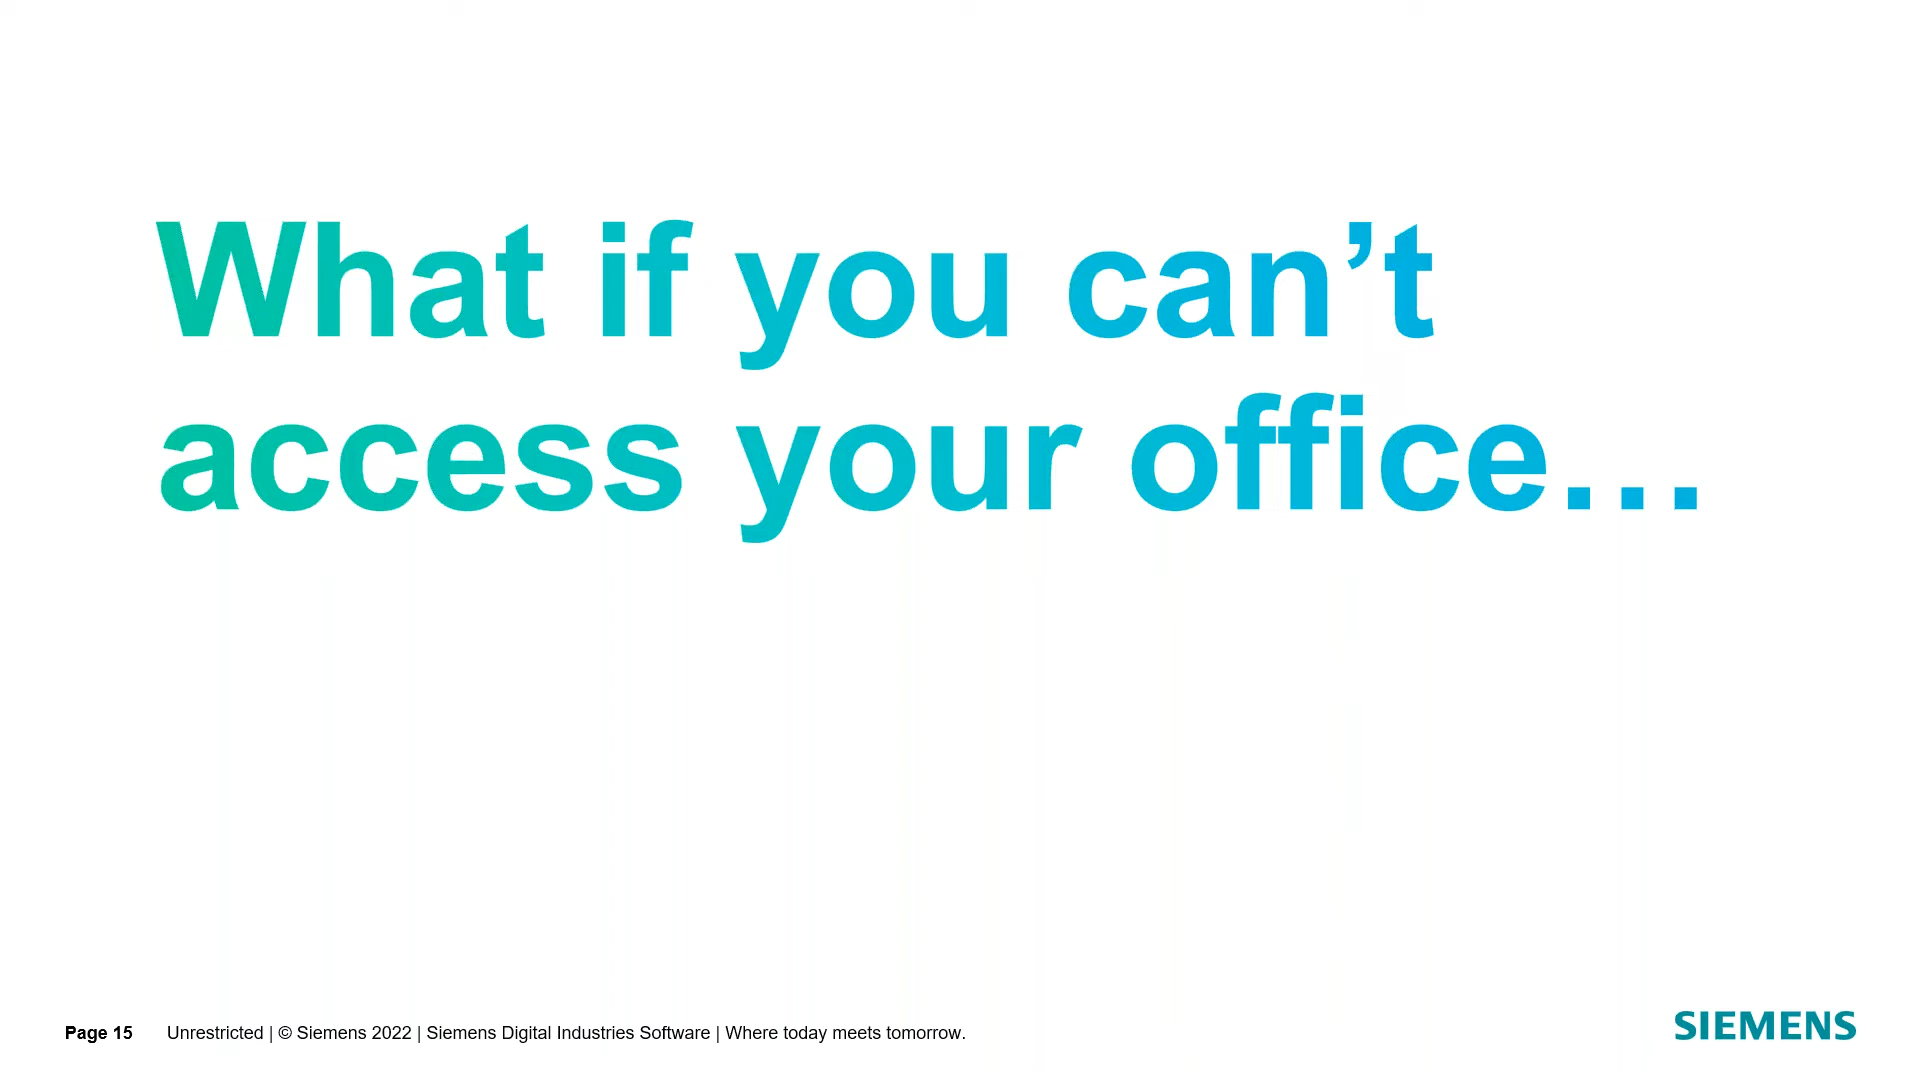 What if you can’t
access your office…
Page 15 Unrestricted | © Siemens 2022 | Siemens Digital Industries Software | Where today meets tomorrow.
SIEMENS